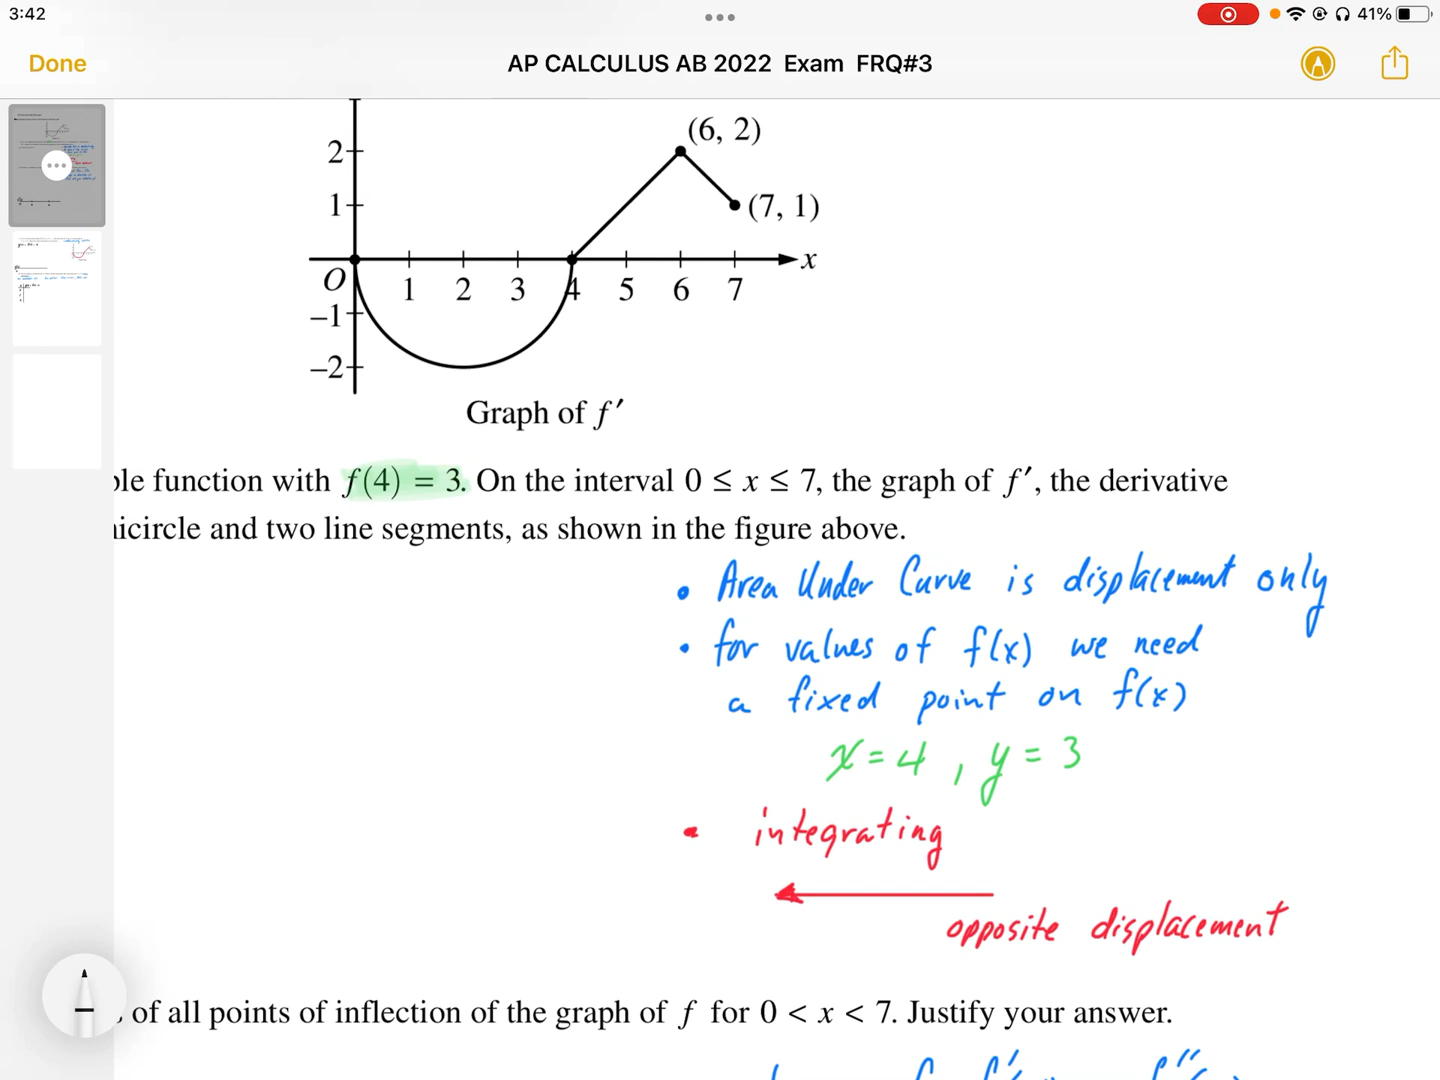 3:42
41%
Done
AP CALCULUS AB 2022 Exam FRQ#3
(6, 2)
2
1
(7, 1)
x
O
1 2 3 4 5 6 7
−1
−2
Graph of f′
ple function with f(4) = 3. On the interval 0 ≤ x ≤ 7, the graph of f′, the derivative
nicircle and two line segments, as shown in the figure above.
• Area Under Curve is displacement only
• for values of f(x) we need
a fixed point on f(x)
x = 4 , y = 3
• integrating
opposite displacement
of all points of inflection of the graph of f for 0 < x < 7. Justify your answer.